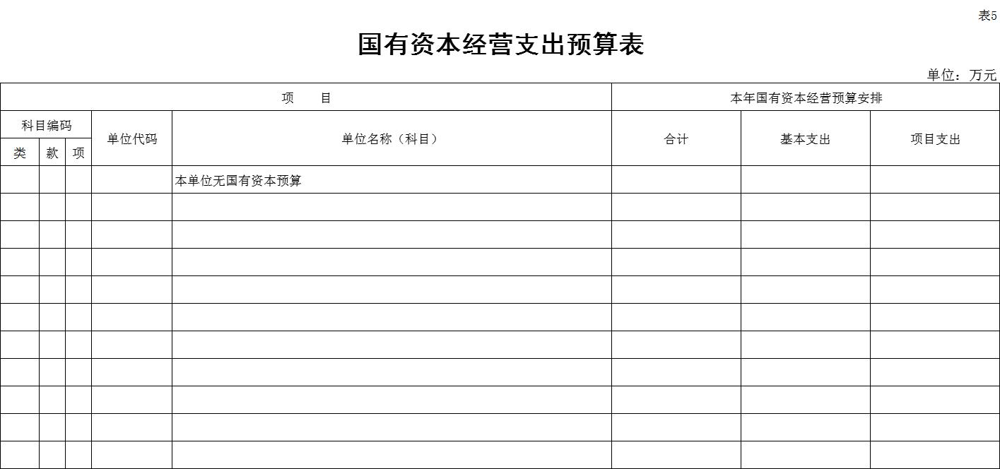 表5
国有资本经营支出预算表
单位：万元
项 目 本年国有资本经营预算安排
科目编码 单位代码 单位名称（科目） 合计 基本支出 项目支出
类 款 项
本单位无国有资本预算